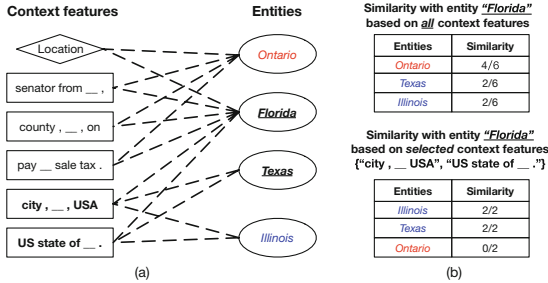 Context features
Entities
Location
senator from __ ,
county , __ , on
pay __ sale tax .
city , __ , USA
US state of __ .
Ontario
Florida
Texas
Illinois
(a)
Similarity with entity "Florida"
based on all context features
Entities Similarity
Ontario 4/6
Texas 2/6
Illinois 2/6
Similarity with entity "Florida"
based on selected context features
{"city , __ USA", "US state of __ ."}
Entities Similarity
Illinois 2/2
Texas 2/2
Ontario 0/2
(b)